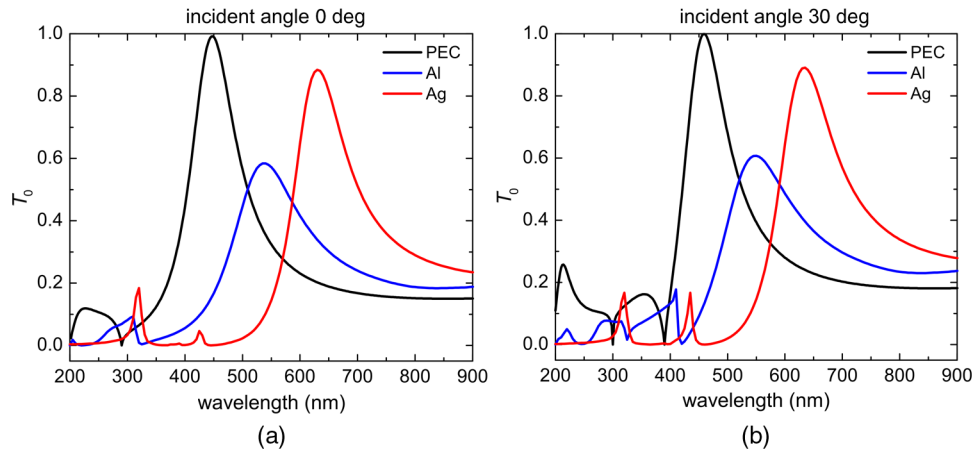 incident angle 0 deg
PEC
Al
Ag
1.0
0.8
0.6
0.4
0.2
0.0
T0
200 300 400 500 600 700 800 900
wavelength (nm)
(a)
incident angle 30 deg
PEC
Al
Ag
1.0
0.8
0.6
0.4
0.2
0.0
T0
200 300 400 500 600 700 800 900
wavelength (nm)
(b)